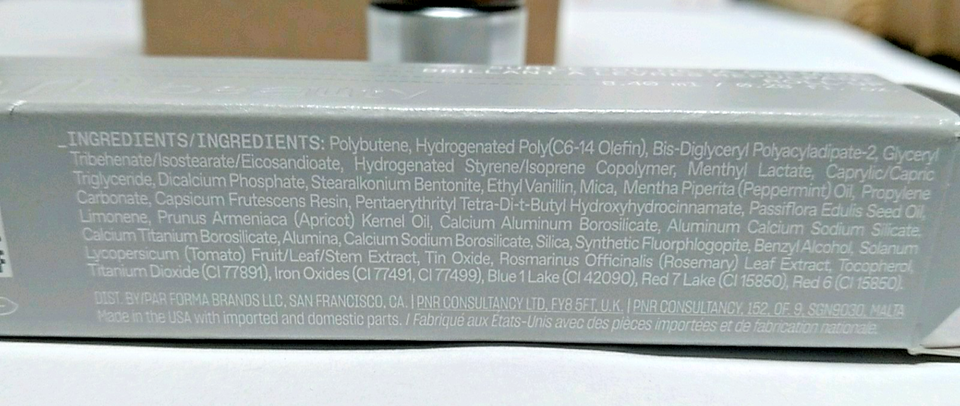 BRILLANT À LÈVRES
_INGREDIENTS/INGREDIENTS: Polybutene, Hydrogenated Poly(C6-14 Olefin), Bis-Diglyceryl Polyacyladipate-2, Glyceryl
Tribehenate/Isostearate/Eicosandioate, Hydrogenated Styrene/Isoprene Copolymer, Menthyl Lactate, Caprylic/Capric
Triglyceride, Dicalcium Phosphate, Stearalkonium Bentonite, Ethyl Vanillin, Mica, Mentha Piperita (Peppermint) Oil, Propylene
Carbonate, Capsicum Frutescens Resin, Pentaerythrityl Tetra-Di-t-Butyl Hydroxyhydrocinnamate, Passiflora Edulis Seed Oil,
Limonene, Prunus Armeniaca (Apricot) Kernel Oil, Calcium Aluminum Borosilicate, Aluminum Calcium Sodium Silicate,
Calcium Titanium Borosilicate, Alumina, Calcium Sodium Borosilicate, Silica, Synthetic Fluorphlogopite, Benzyl Alcohol, Solanum
Lycopersicum (Tomato) Fruit/Leaf/Stem Extract, Tin Oxide, Rosmarinus Officinalis (Rosemary) Leaf Extract, Tocopherol,
Titanium Dioxide (CI 77891), Iron Oxides (CI 77491, CI 77499), Blue 1 Lake (CI 42090), Red 7 Lake (CI 15850), Red 6 (CI 15850).
DIST. BY/PAR FORMA BRANDS LLC, SAN FRANCISCO, CA. | PNR CONSULTANCY LTD, FY8 5FT, U.K. | PNR CONSULTANCY, 152, OF. 9, SGN9030, MALTA
Made in the USA with imported and domestic parts. / Fabriqué aux États-Unis avec des pièces importées et de fabrication nationale.